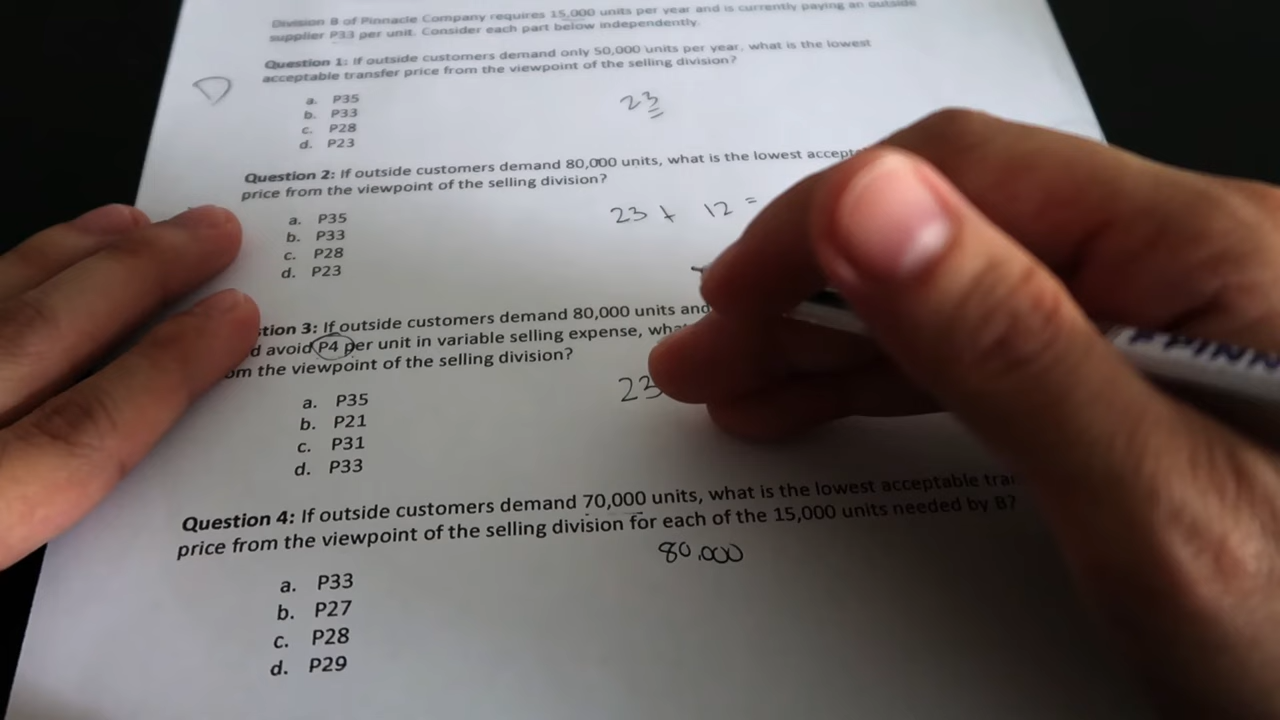 Division B of Pinnacle Company requires 15,000 units per year and is currently paying an outside
supplier P33 per unit. Consider each part below independently.
Question 1: If outside customers demand only 50,000 units per year, what is the lowest
acceptable transfer price from the viewpoint of the selling division?
a. P35
b. P33
c. P28
d. P23
23
Question 2: If outside customers demand 80,000 units, what is the lowest
price from the viewpoint of the selling division?
23 + 12 =
a. P35
b. P33
c. P28
d. P23
3: If outside customers demand 80,000 units and
avoid P4 per unit in variable selling expense,
the viewpoint of the selling division?
23
a. P35
b. P21
c. P31
d. P33
Question 4: If outside customers demand 70,000 units, what is the lowest acceptable
price from the viewpoint of the selling division for each of the 15,000 units needed by B?
80,000
a. P33
b. P27
c. P28
d. P29